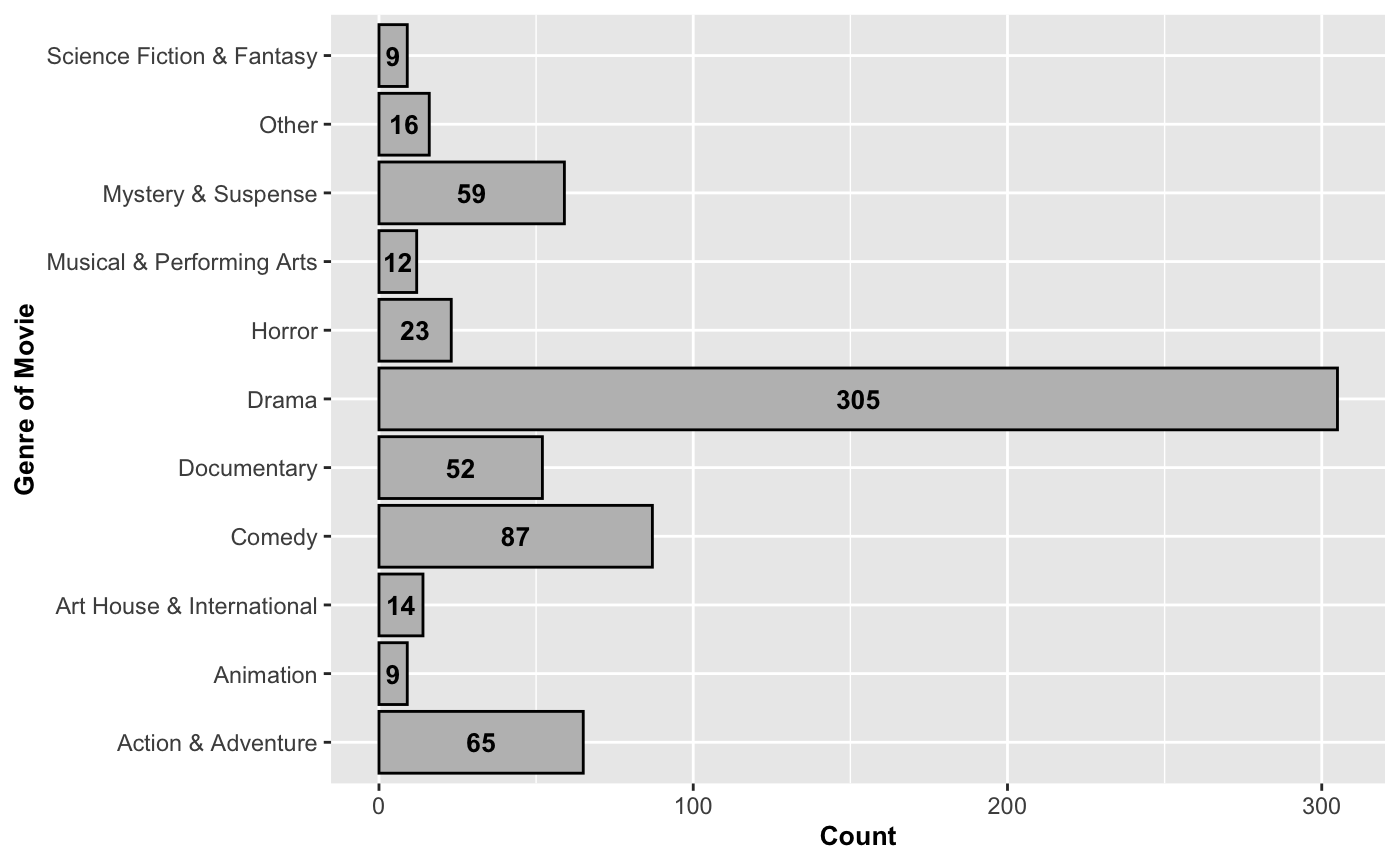 Science Fiction & Fantasy 9
Other 16
Mystery & Suspense 59
Musical & Performing Arts 12
Horror 23
Drama 305
Documentary 52
Comedy 87
Art House & International 14
Animation 9
Action & Adventure 65
Genre of Movie
0 100 200 300
Count